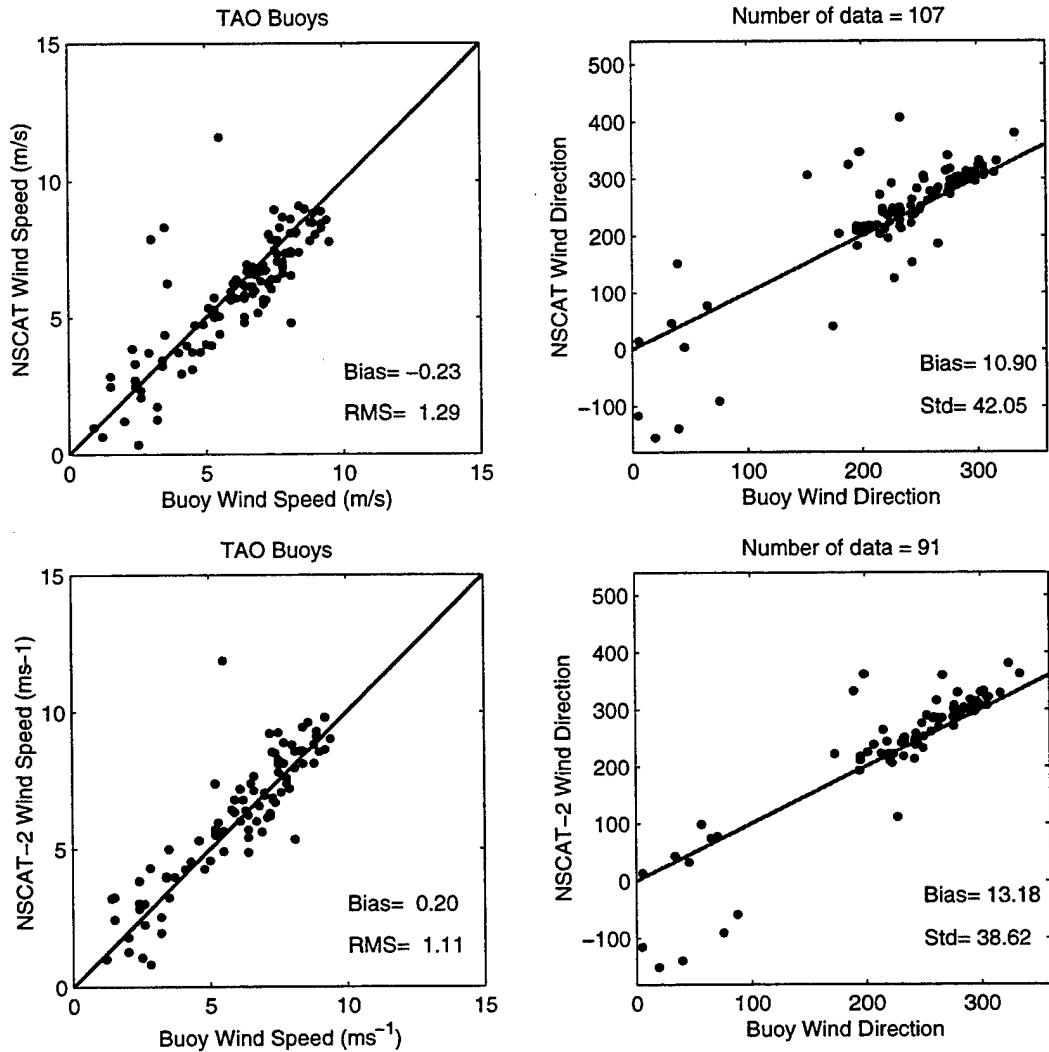 TAO Buoys
15
10
5
0
NSCAT Wind Speed (m/s)
Bias= −0.23
RMS= 1.29
0 5 10 15
Buoy Wind Speed (m/s)
Number of data = 107
500
400
300
200
100
0
−100
NSCAT Wind Direction
Bias= 10.90
Std= 42.05
0 100 200 300
Buoy Wind Direction
TAO Buoys
15
10
5
0
NSCAT-2 Wind Speed (ms−1)
Bias= 0.20
RMS= 1.11
0 5 10 15
Buoy Wind Speed (ms⁻¹)
Number of data = 91
500
400
300
200
100
0
−100
NSCAT-2 Wind Direction
Bias= 13.18
Std= 38.62
0 100 200 300
Buoy Wind Direction